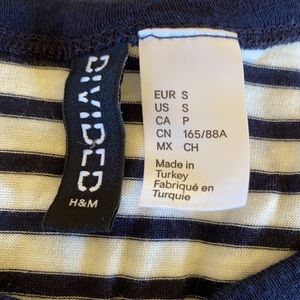 DIVIDED
H&M
EUR S
US S
CA P
CN 165/88A
MX CH
Made in
Turkey
Fabriqué en
Turquie